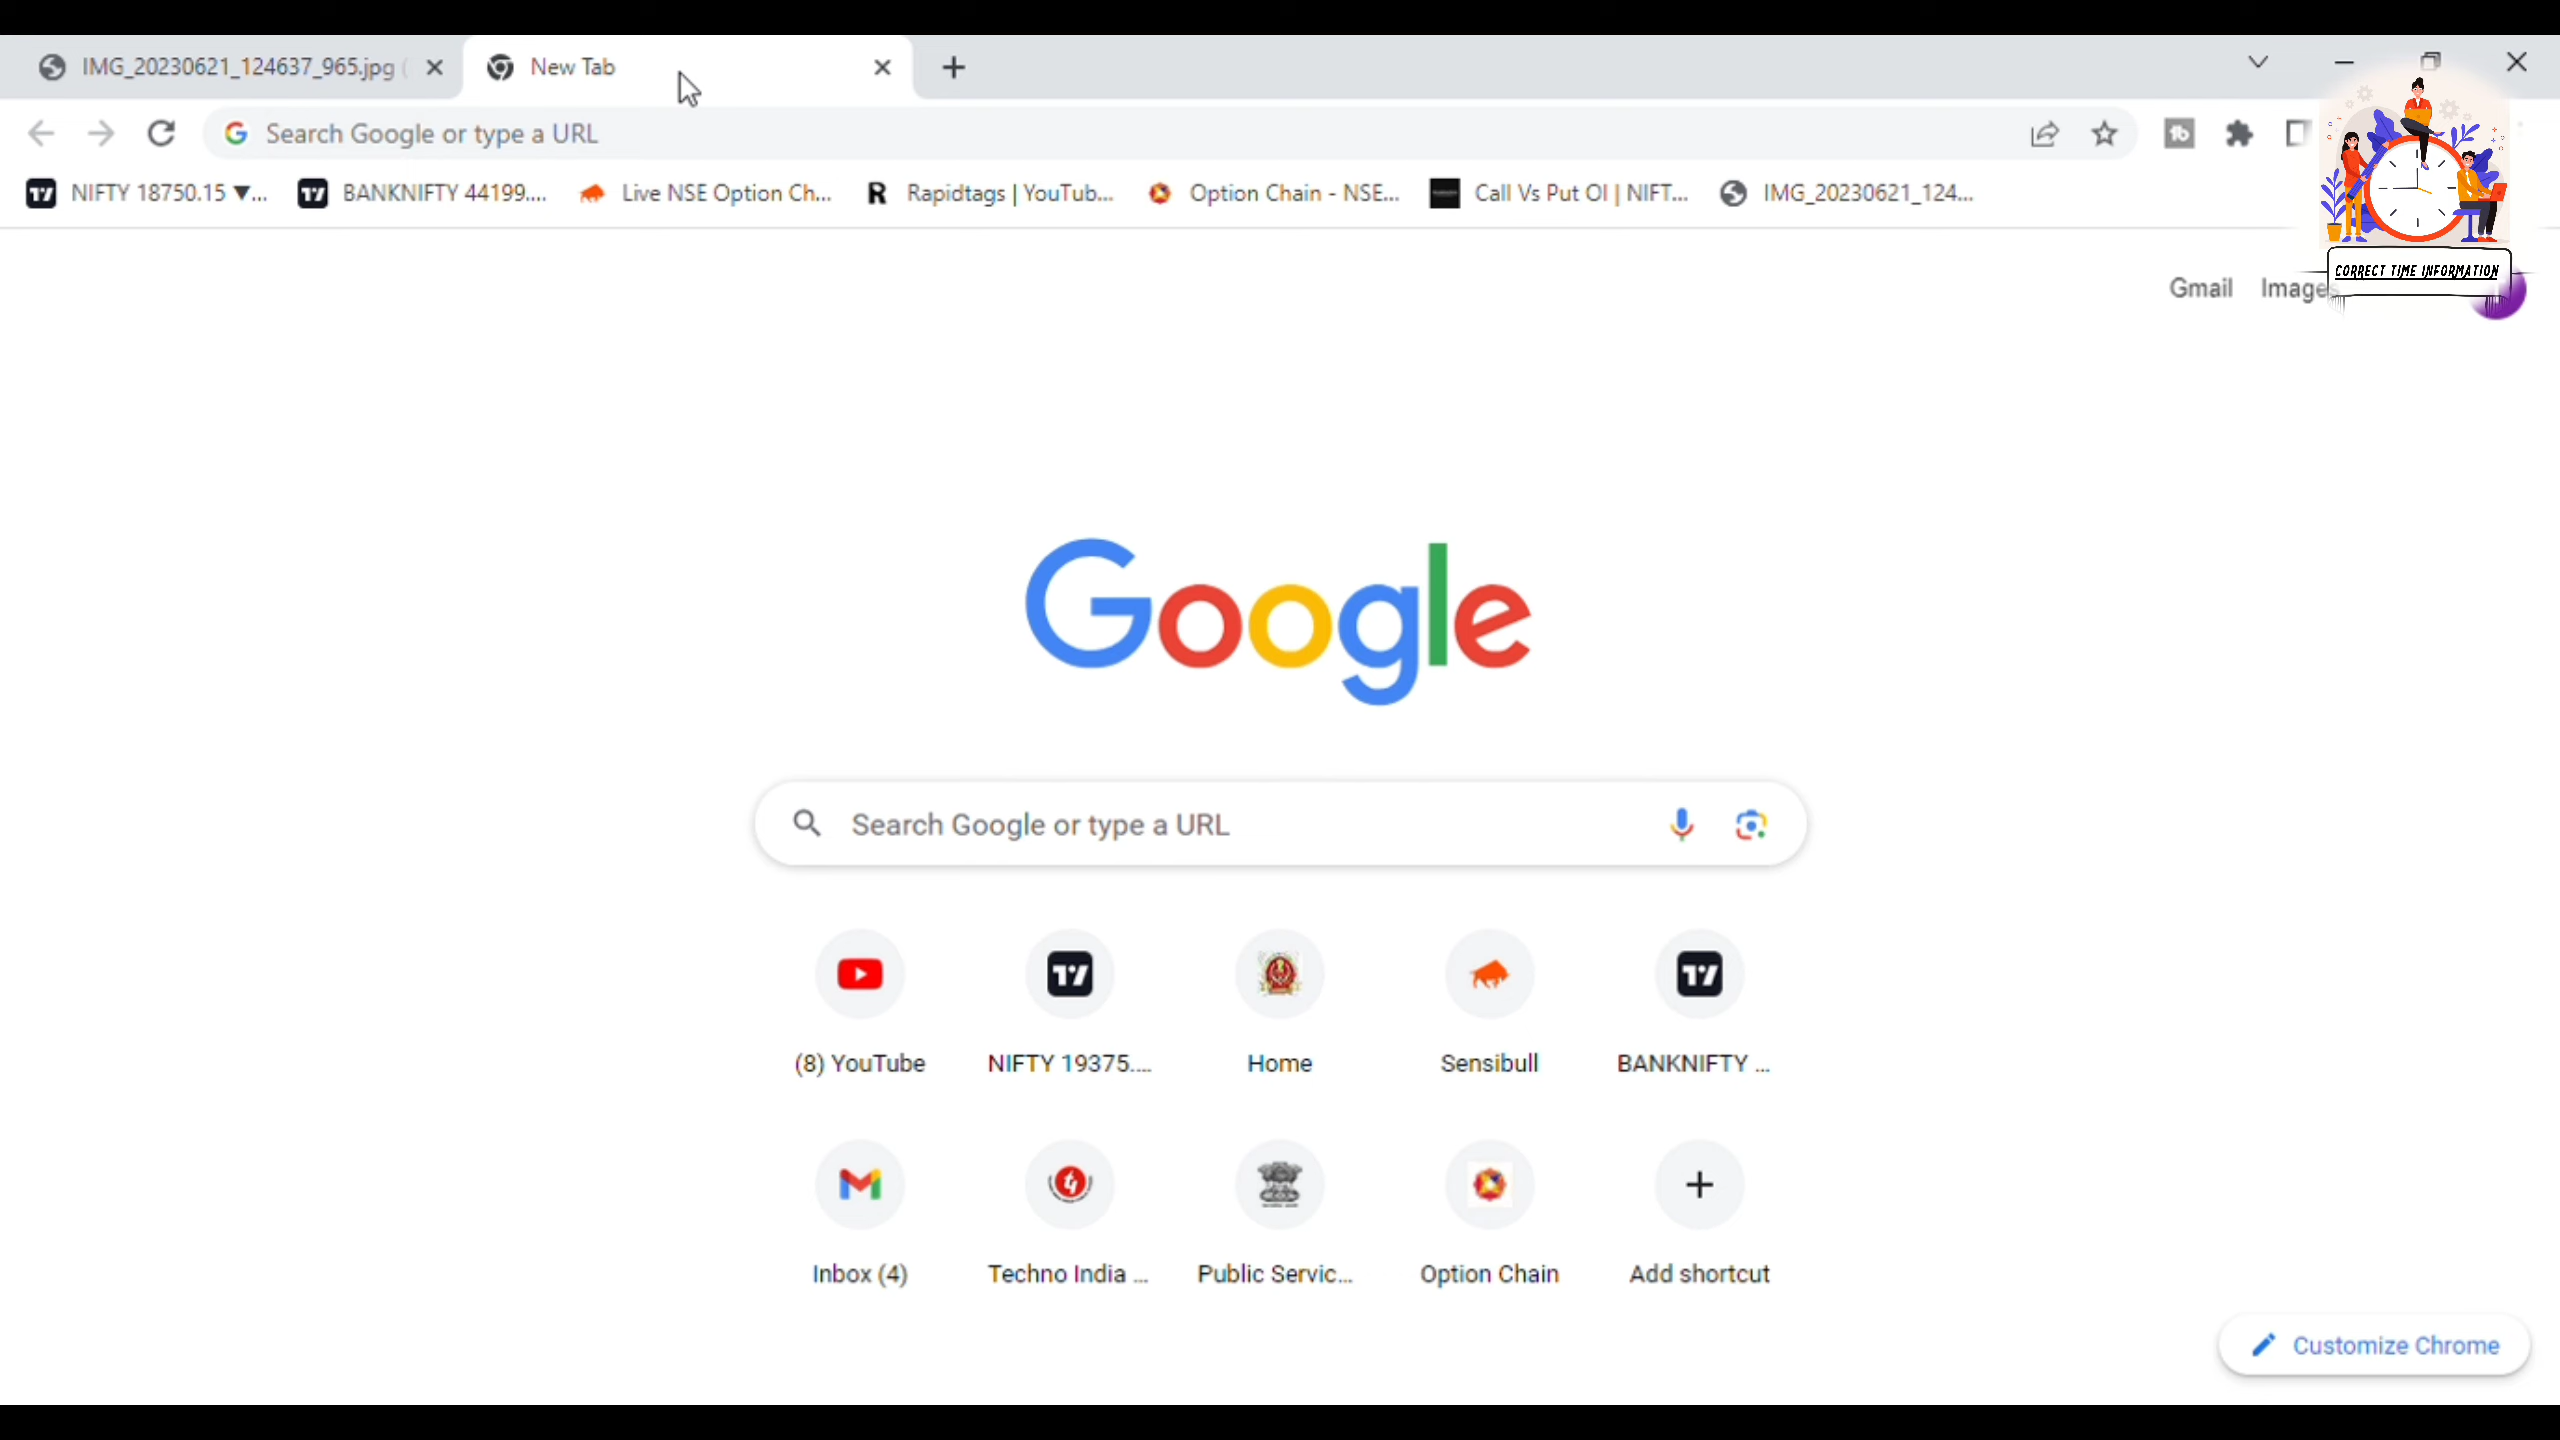 IMG_20230621_124637_965.jpg (
New Tab
Search Google or type a URL
NIFTY 18750.15 ▼...
BANKNIFTY 44199....
Live NSE Option Ch...
Rapidtags | YouTub...
Option Chain - NSE...
Call Vs Put OI | NIFT...
IMG_20230621_124...
CORRECT TIME INFORMATION
Gmail
Images
Google
Search Google or type a URL
(8) YouTube
NIFTY 19375....
Home
Sensibull
BANKNIFTY ...
Inbox (4)
Techno India ...
Public Servic...
Option Chain
Add shortcut
Customize Chrome